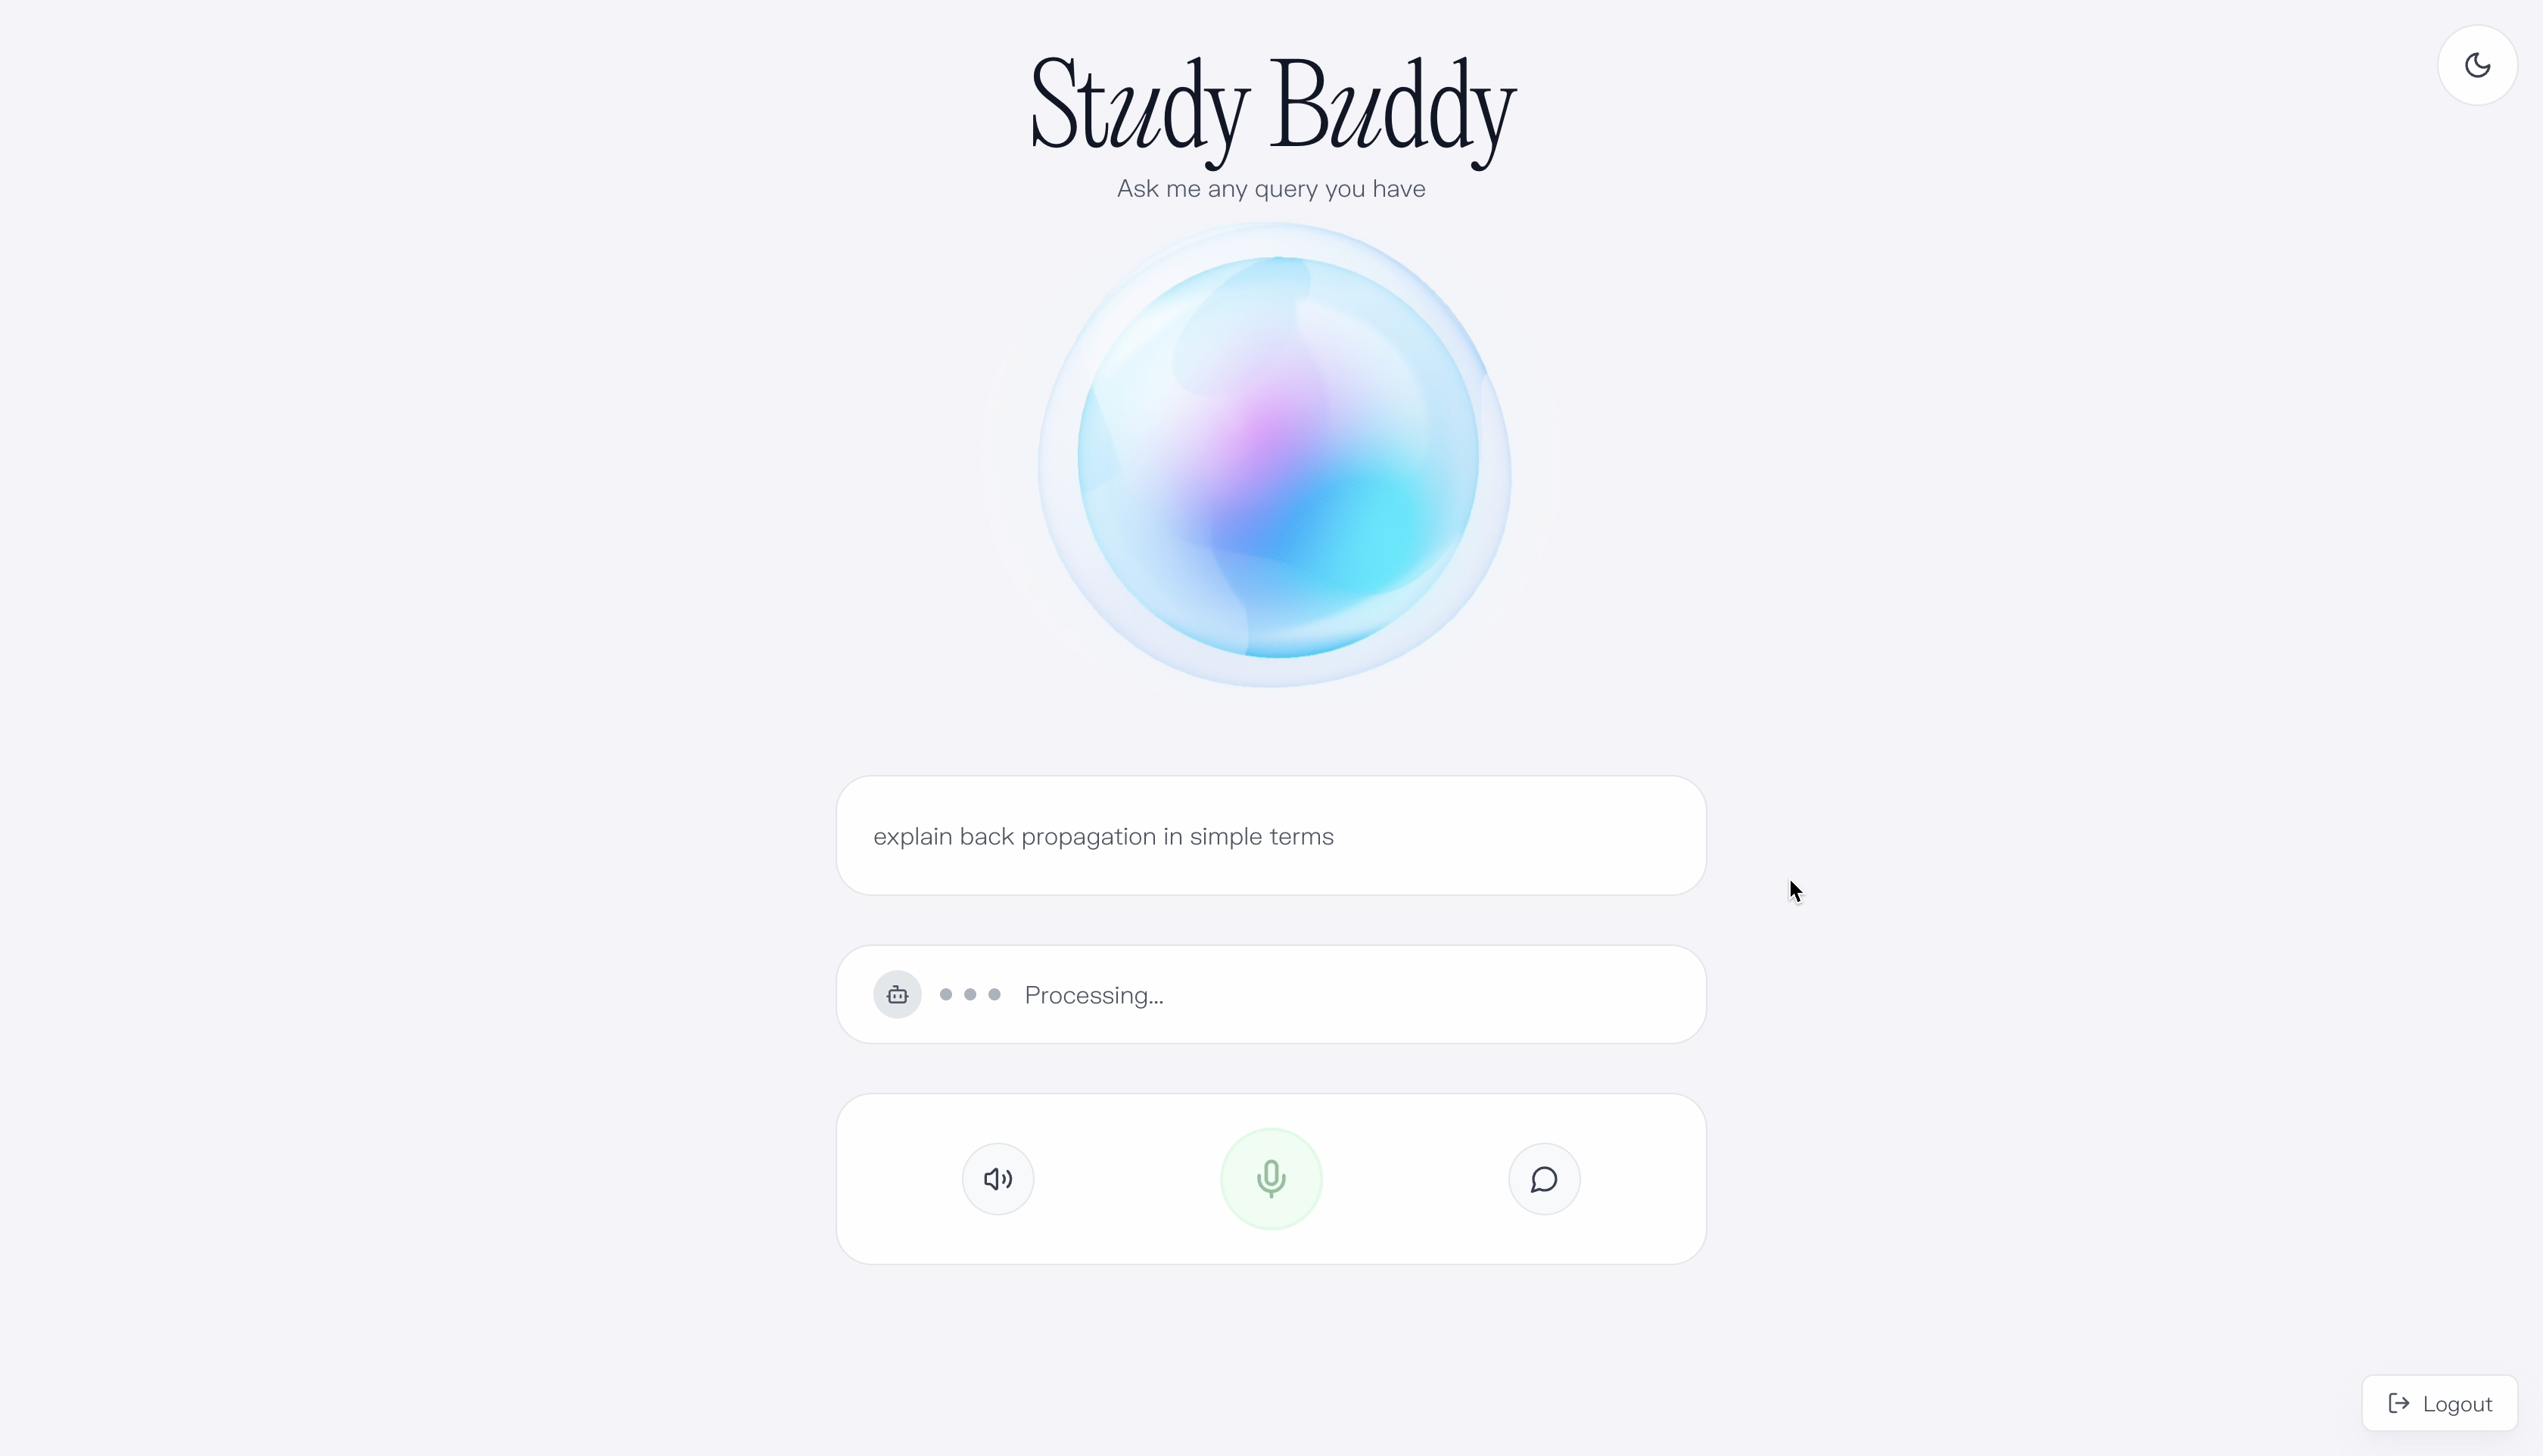 Study Buddy
Ask me any query you have
explain back propagation in simple terms
Processing...
Logout